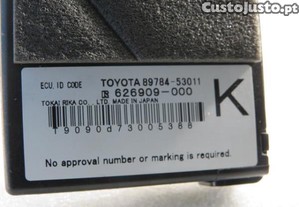 CustoJusto.pt
ECU. ID CODE TOYOTA 89784-53011
626909-000
TOKAI RIKA CO., LTD. MADE IN JAPAN
K
T9090d73005388
No approval number or marking is required.